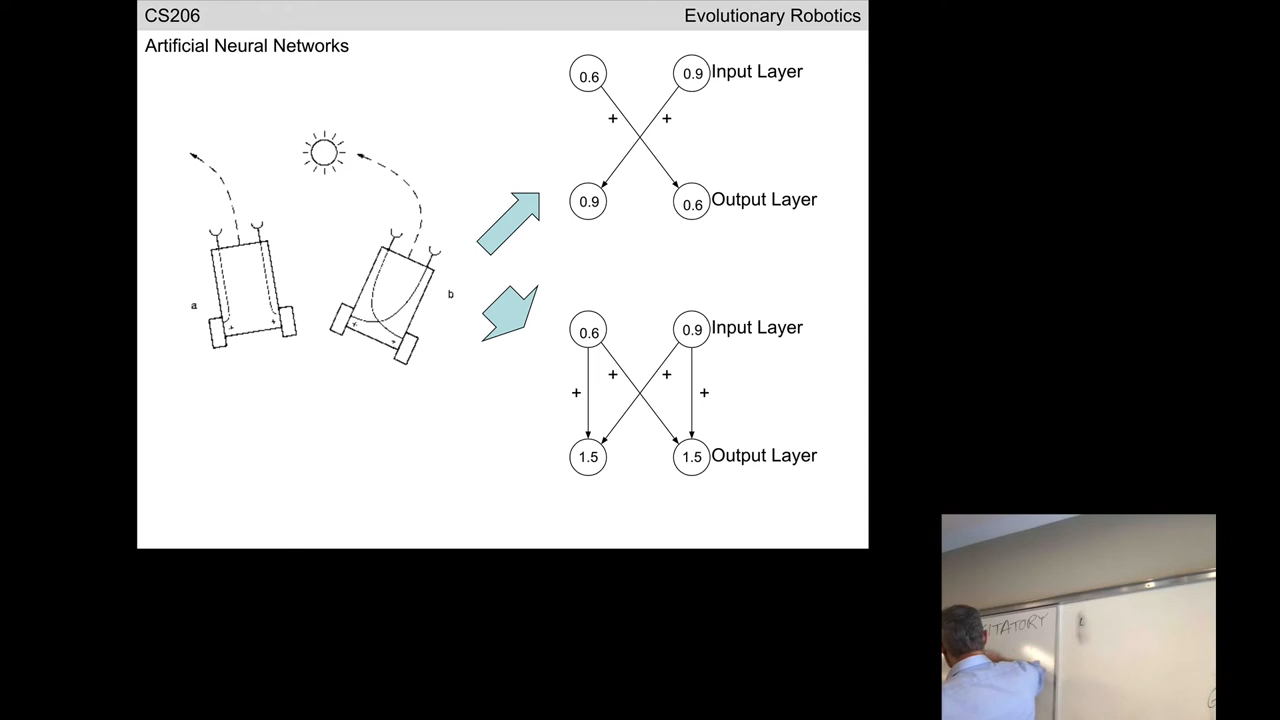 CS206
Evolutionary Robotics
Artificial Neural Networks
0.6
0.9
Input Layer
+
+
0.9
0.6
Output Layer
a
b
+
+
+
+
0.6
0.9
Input Layer
+
+
+
+
1.5
1.5
Output Layer
ITATORY